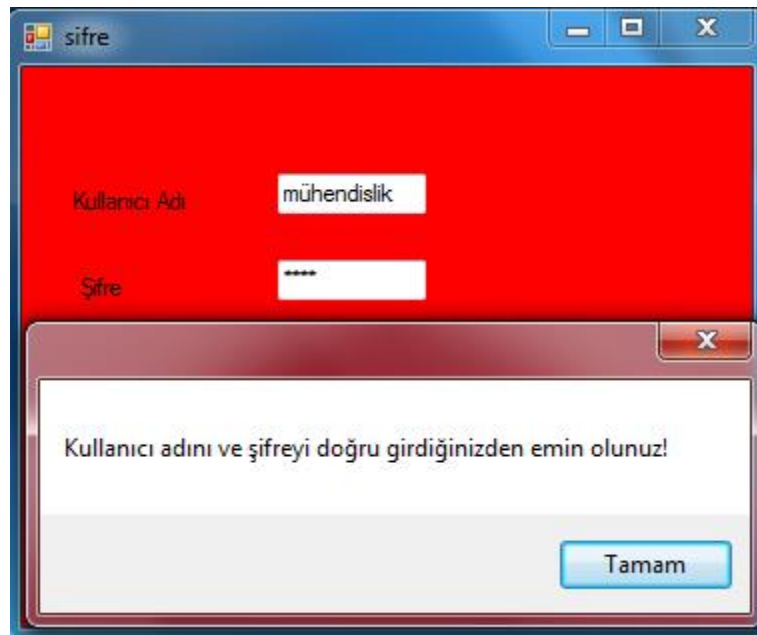 sifre
Kullanıcı Adı
mühendislik
Şifre
****
Kullanıcı adını ve şifreyi doğru girdiğinizden emin olunuz!
Tamam